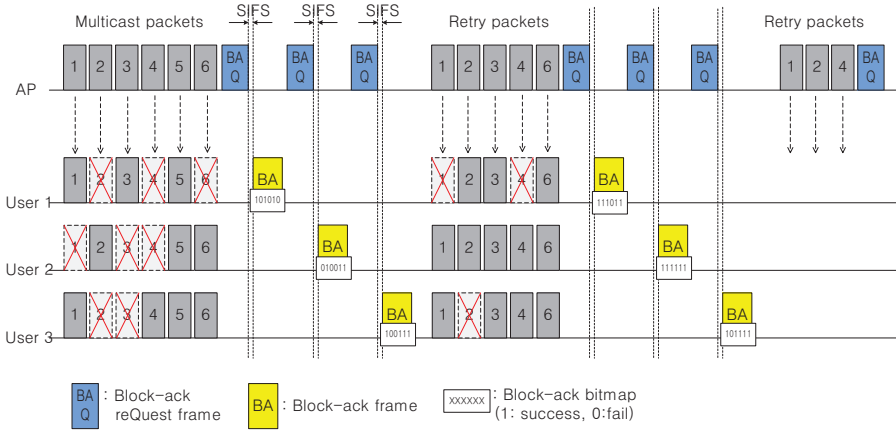 Multicast packets SIFS SIFS SIFS Retry packets Retry packets
1 2 3 4 5 6 BA Q BA Q BA Q 1 2 3 4 6 BA Q BA Q BA Q 1 2 4 BA Q
AP
1 2 3 4 5 6 BA 1 2 3 4 6 BA
User 1 101010 111011
1 2 3 4 5 6 BA 1 2 3 4 6 BA
User 2 010011 111111
1 2 3 4 5 6 BA 1 2 3 4 6 BA
User 3 100111 101111
BA Q : Block-ack reQuest frame
BA : Block-ack frame
xxxxxx : Block-ack bitmap
(1: success, 0:fail)